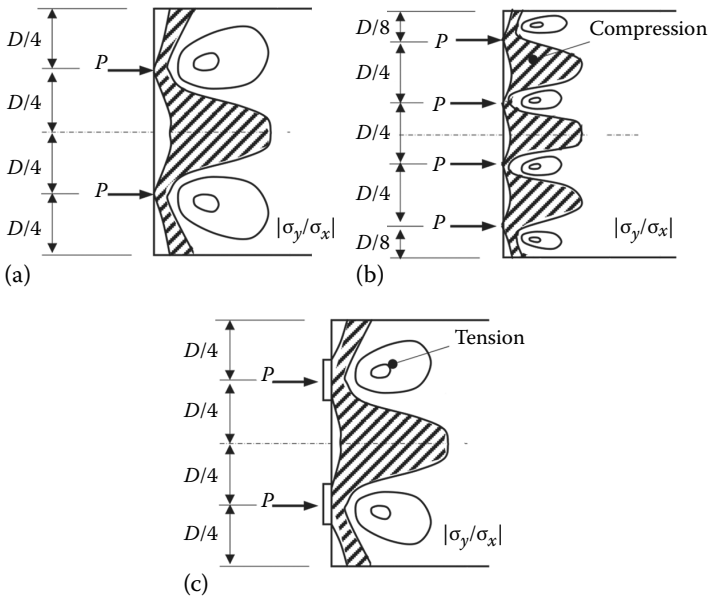 D/4
D/4
D/4
D/4
P
P
|σy/σx|
(a)
D/8
D/4
D/4
D/4
D/8
P
P
P
P
Compression
|σy/σx|
(b)
D/4
D/4
D/4
D/4
P
P
Tension
|σy/σx|
(c)